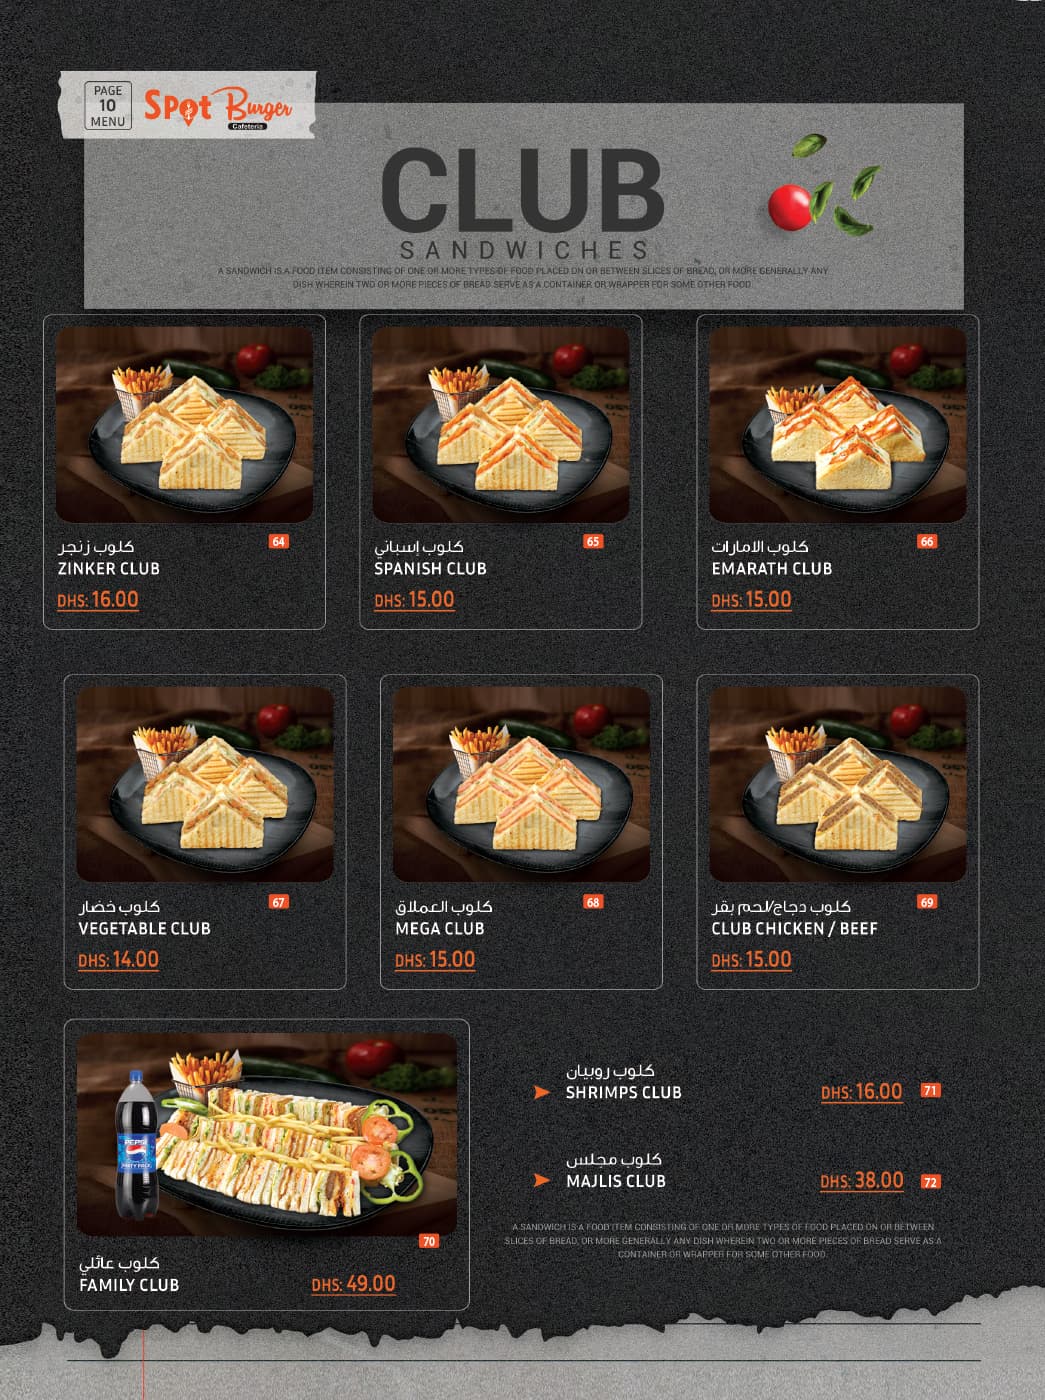 PAGE
10
MENU
Spot Burger
Cafeteria
CLUB
SANDWICHES
A SANDWICH IS A FOOD ITEM CONSISTING OF ONE OR MORE TYPES OF FOOD PLACED ON OR BETWEEN SLICES OF BREAD, OR MORE GENERALLY ANY
DISH WHEREIN TWO OR MORE PIECES OF BREAD SERVE AS A CONTAINER OR WRAPPER FOR SOME OTHER FOOD.
كلوب زنجر
64
ZINKER CLUB
DHS: 16.00
كلوب إسباني
65
SPANISH CLUB
DHS: 15.00
كلوب الامارات
66
EMARATH CLUB
DHS: 15.00
كلوب خضار
67
VEGETABLE CLUB
DHS: 14.00
كلوب العملاق
68
MEGA CLUB
DHS: 15.00
كلوب دجاج/لحم بقر
69
CLUB CHICKEN / BEEF
DHS: 15.00
PEPSI
PARTY PACK
70
كلوب عائلي
FAMILY CLUB
DHS: 49.00
كلوب روبيان
SHRIMPS CLUB
DHS: 16.00
71
كلوب مجلس
MAJLIS CLUB
DHS: 38.00
72
A SANDWICH IS A FOOD ITEM CONSISTING OF ONE OR MORE TYPES OF FOOD PLACED ON OR BETWEEN
SLICES OF BREAD, OR MORE GENERALLY ANY DISH WHEREIN TWO OR MORE PIECES OF BREAD SERVE AS A
CONTAINER OR WRAPPER FOR SOME OTHER FOOD.